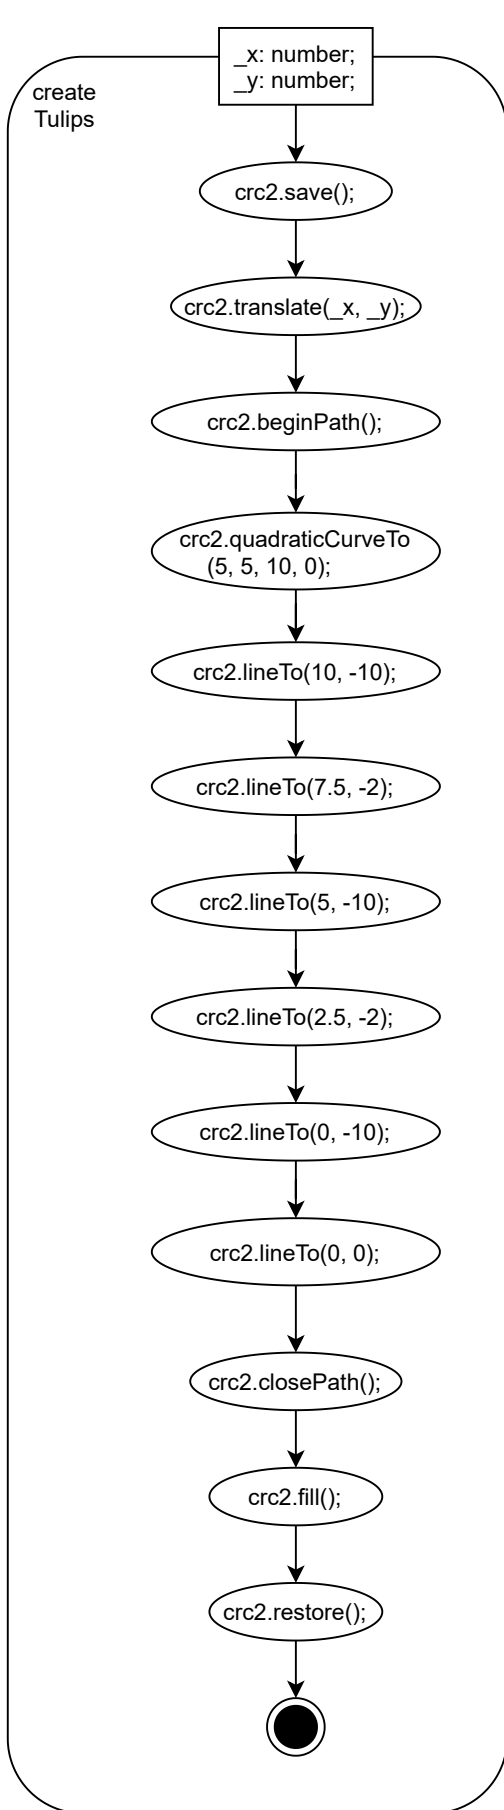 _x: number;
_y: number;
create
Tulips
crc2.save();
crc2.translate(_x, _y);
crc2.beginPath();
crc2.quadraticCurveTo
(5, 5, 10, 0);
crc2.lineTo(10, -10);
crc2.lineTo(7.5, -2);
crc2.lineTo(5, -10);
crc2.lineTo(2.5, -2);
crc2.lineTo(0, -10);
crc2.lineTo(0, 0);
crc2.closePath();
crc2.fill();
crc2.restore();